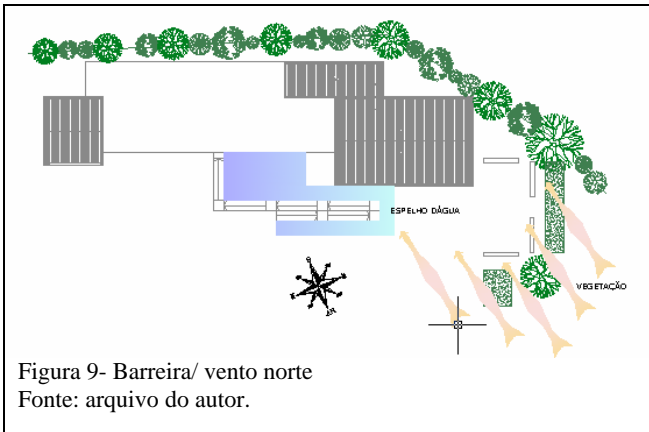 ESPELHO DÁGUA
VEGETAÇÃO
Figura 9- Barreira/ vento norte
Fonte: arquivo do autor.